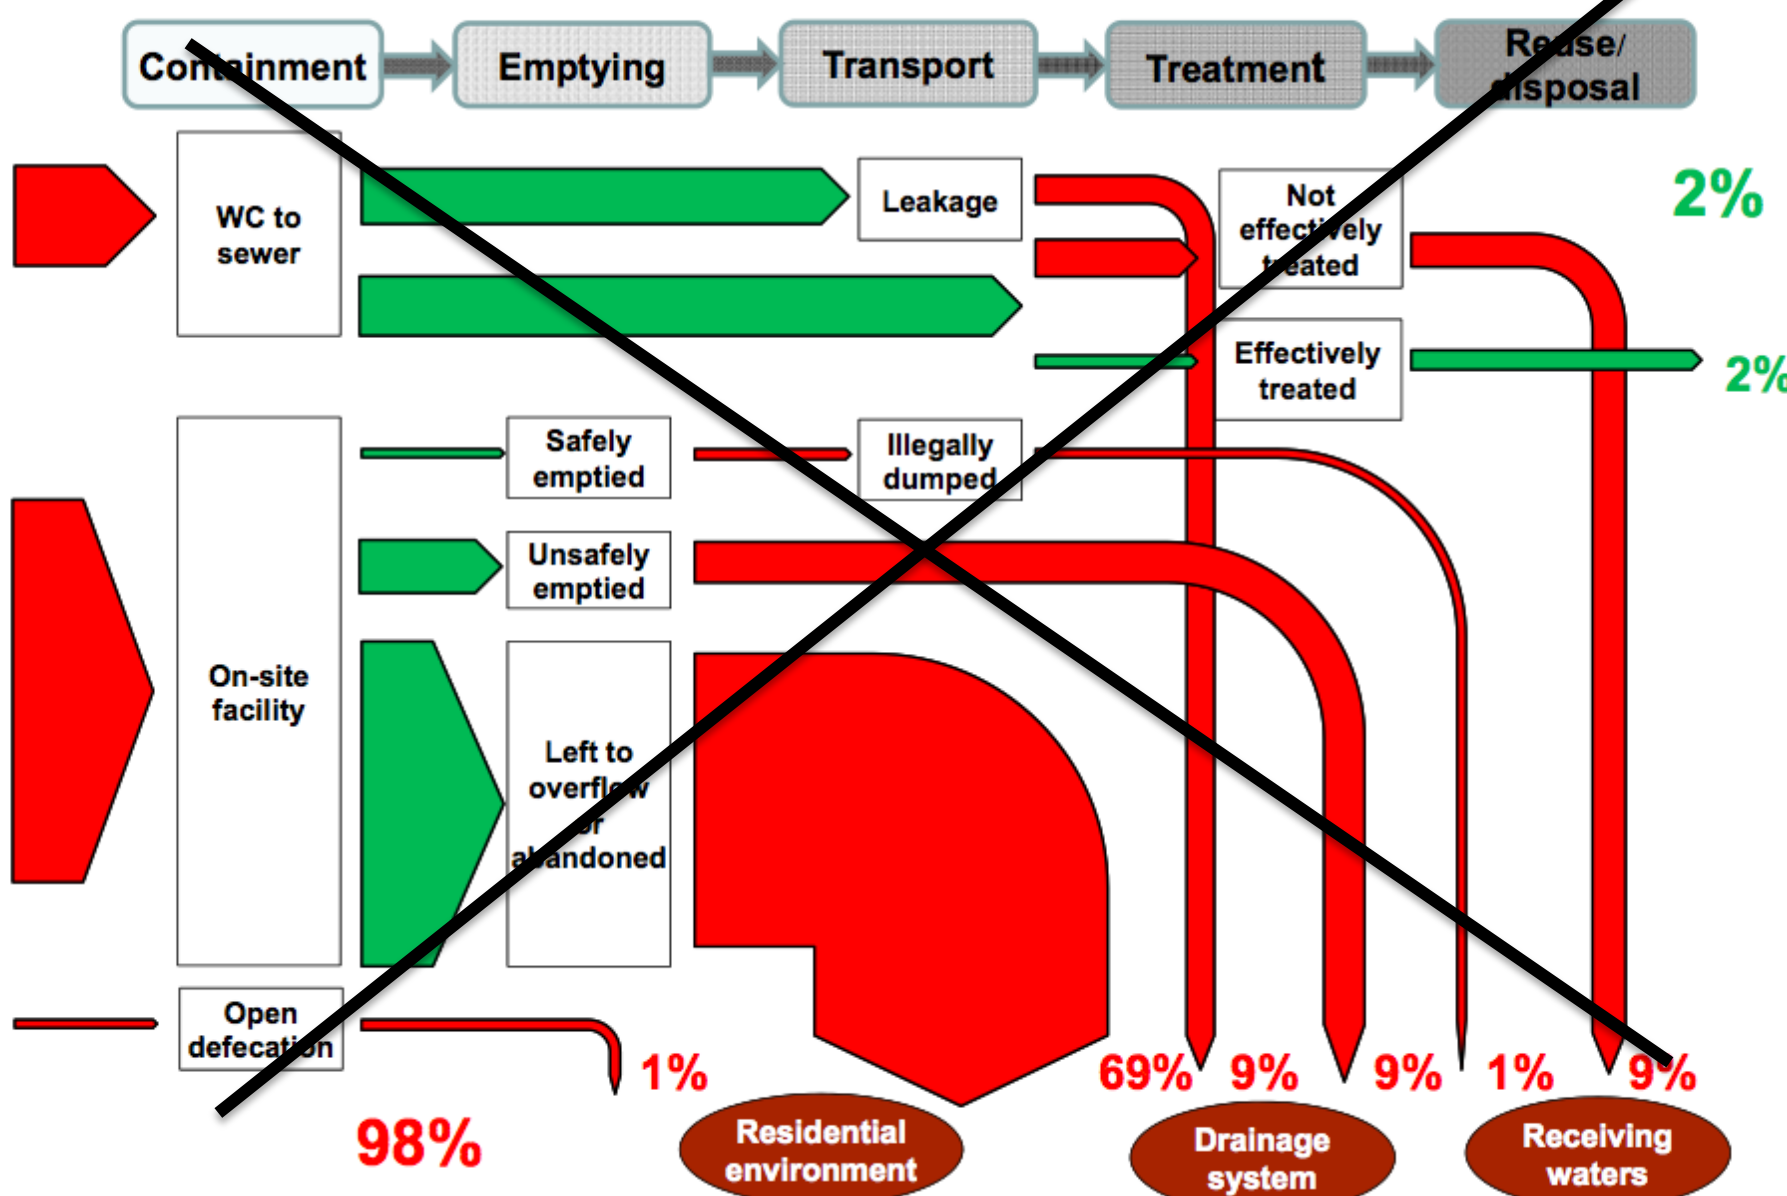 Containment
Emptying
Transport
Treatment
Reuse/
disposal
WC to
sewer
Leakage
Not
effectively
treated
2%
Effectively
treated
2%
On-site
facility
Safely
emptied
Illegally
dumped
Unsafely
emptied
Left to
overflow
or
abandoned
Open
defecation
1%
69%
9%
9%
1%
9%
98%
Residential
environment
Drainage
system
Receiving
waters